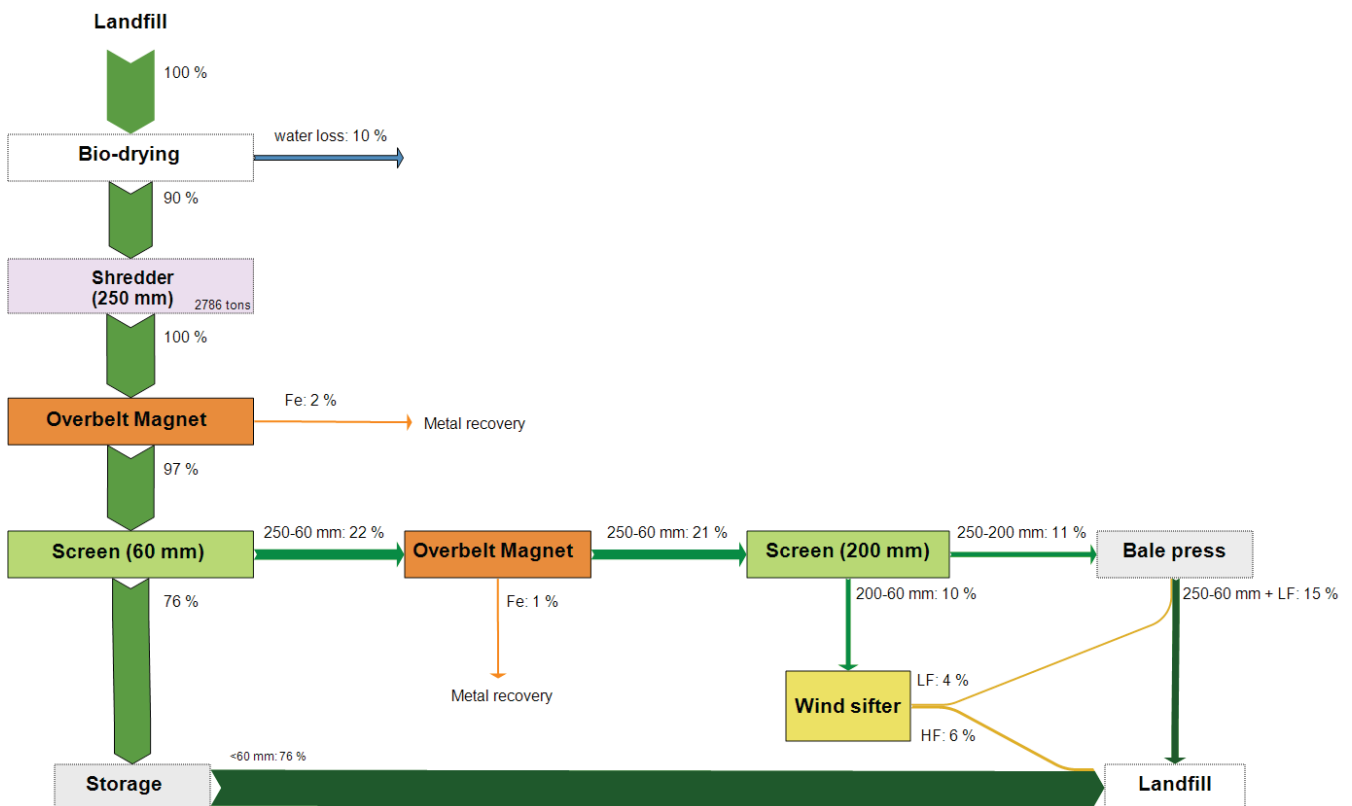 Landfill
100 %
water loss: 10 %
Bio-drying
90 %
Shredder
(250 mm)
2786 tons
100 %
Fe: 2 %
Overbelt Magnet
Metal recovery
97 %
250-60 mm: 22 %
250-60 mm: 21 %
250-200 mm: 11 %
Screen (60 mm)
Overbelt Magnet
Screen (200 mm)
Bale press
76 %
Fe: 1 %
200-60 mm: 10 %
250-60 mm + LF: 15 %
LF: 4 %
Metal recovery
Wind sifter
HF: 6 %
<60 mm: 76 %
Storage
Landfill